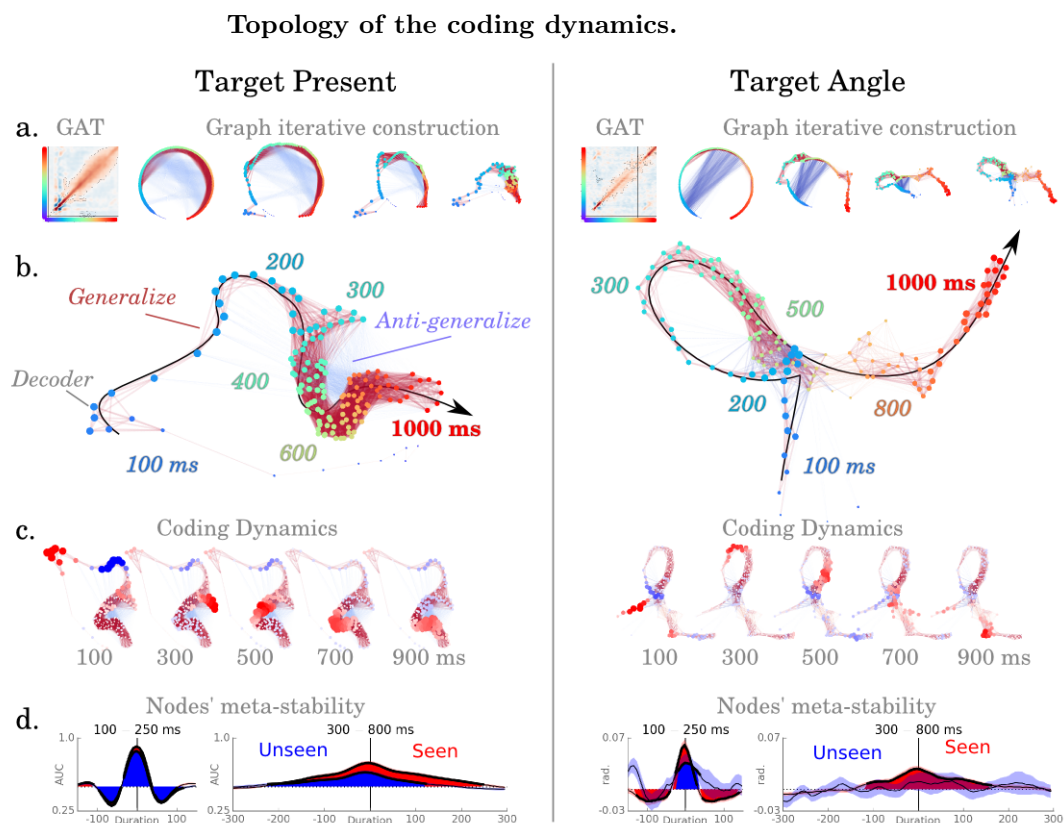 Topology of the coding dynamics.
Target Present
Target Angle
a.
GAT
Graph iterative construction
GAT
Graph iterative construction
b.
200
300
Generalize
Anti-generalize
Decoder
400
600
100 ms
1000 ms
300
500
1000 ms
200
800
100 ms
c.
Coding Dynamics
100 300 500 700 900 ms
Coding Dynamics
100 300 500 700 900 ms
d.
Nodes' meta-stability
100 250 ms
300 800 ms
1.0
AUC
0.25
-100 Duration 100
1.0
AUC
0.25
Unseen
Seen
-300 -200 -100 Duration 100 200 300
Nodes' meta-stability
100 250 ms
300 800 ms
0.07
rad.
-0.03
-100 Duration 100
0.07
rad.
-0.03
Unseen
Seen
-300 -200 -100 Duration 100 200 300